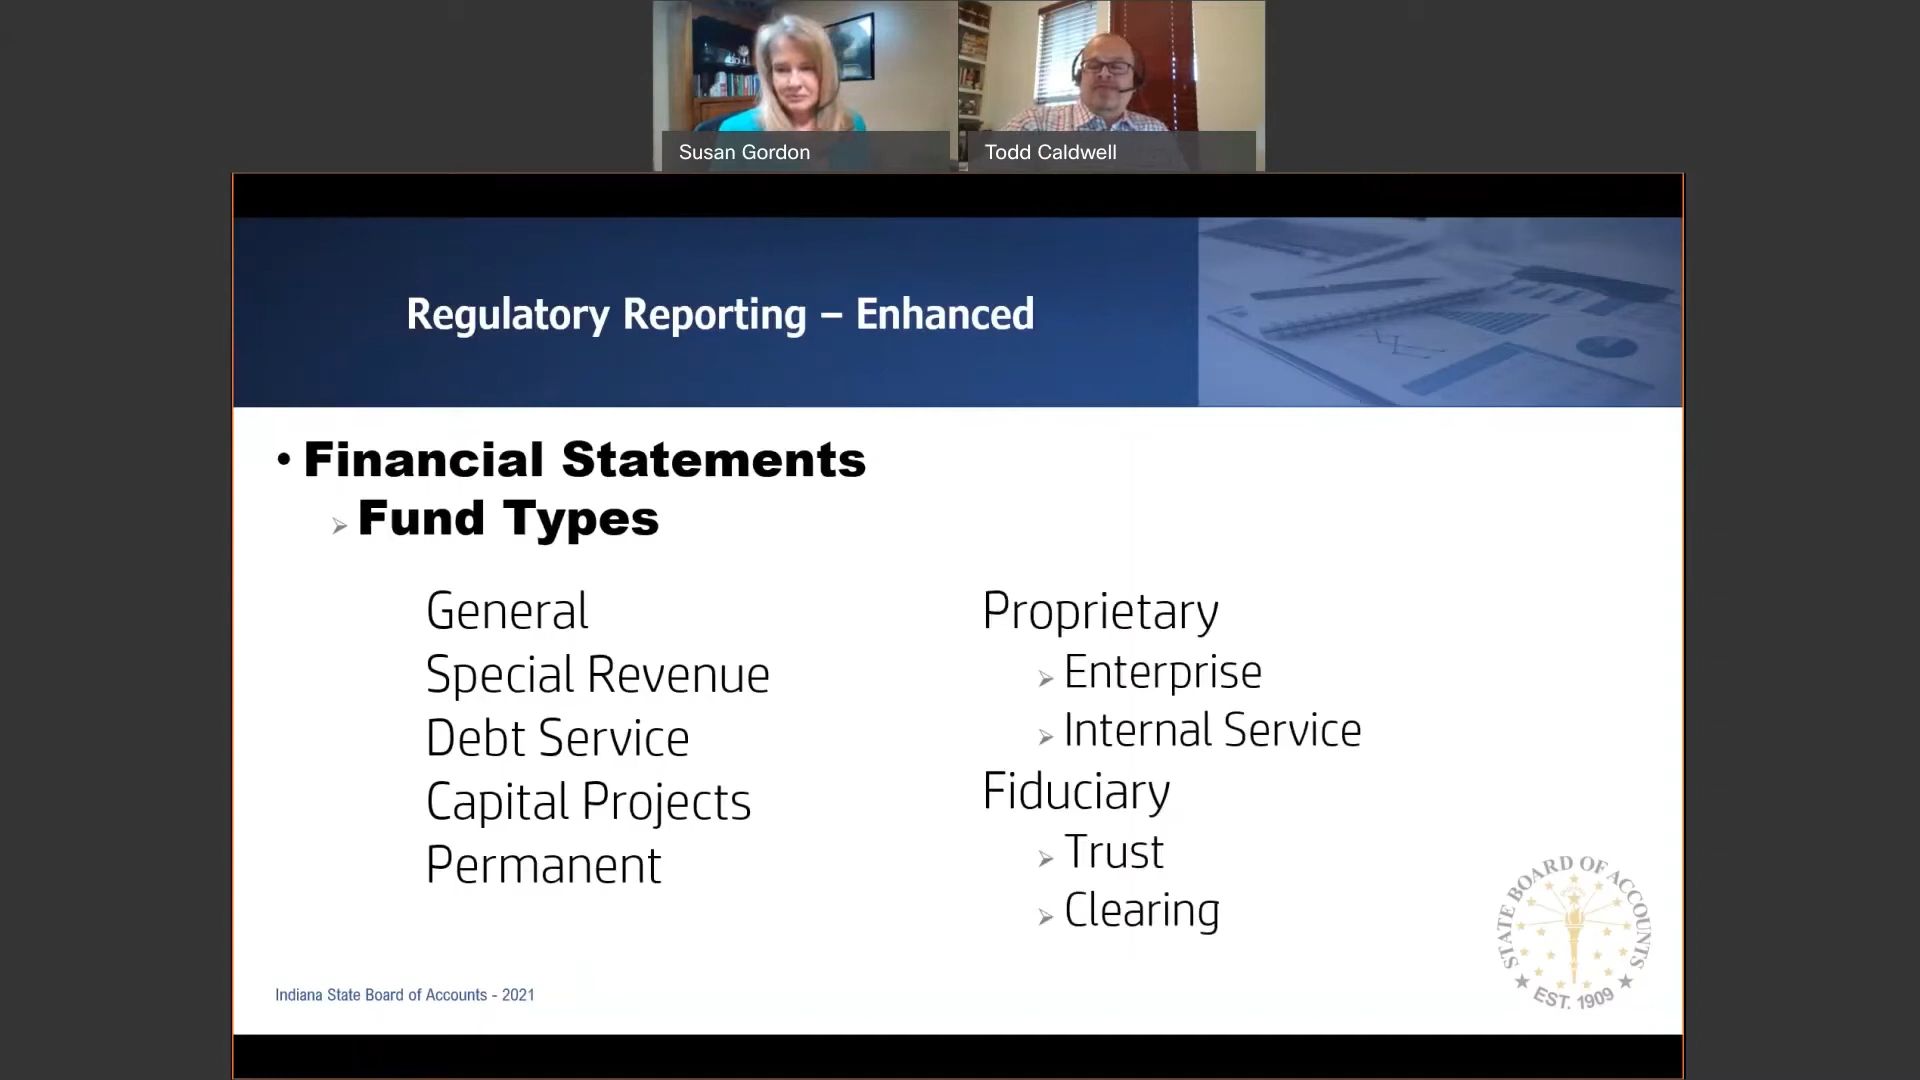 Susan Gordon
Todd Caldwell
Regulatory Reporting – Enhanced
• Financial Statements
➢ Fund Types
General
Special Revenue
Debt Service
Capital Projects
Permanent
Proprietary
➢ Enterprise
➢ Internal Service
Fiduciary
➢ Trust
➢ Clearing
Indiana State Board of Accounts - 2021
STATE BOARD OF ACCOUNTS
★ EST. 1909 ★